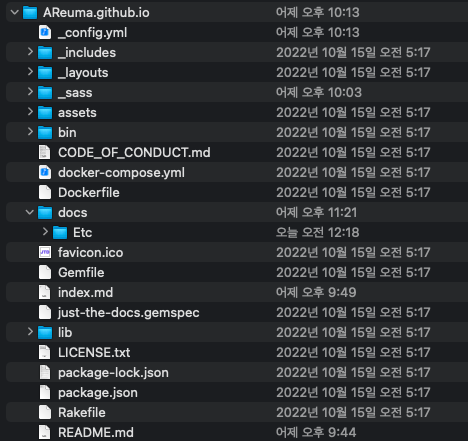 AReuma.github.io 어제 오후 10:13
_config.yml 어제 오후 10:13
_includes 2022년 10월 15일 오전 5:17
_layouts 2022년 10월 15일 오전 5:17
_sass 어제 오후 10:03
assets 2022년 10월 15일 오전 5:17
bin 2022년 10월 15일 오전 5:17
CODE_OF_CONDUCT.md 2022년 10월 15일 오전 5:17
docker-compose.yml 2022년 10월 15일 오전 5:17
Dockerfile 2022년 10월 15일 오전 5:17
docs 어제 오후 11:21
Etc 오늘 오전 12:18
favicon.ico 2022년 10월 15일 오전 5:17
Gemfile 2022년 10월 15일 오전 5:17
index.md 어제 오후 9:49
just-the-docs.gemspec 2022년 10월 15일 오전 5:17
lib 2022년 10월 15일 오전 5:17
LICENSE.txt 2022년 10월 15일 오전 5:17
package-lock.json 2022년 10월 15일 오전 5:17
package.json 2022년 10월 15일 오전 5:17
Rakefile 2022년 10월 15일 오전 5:17
README.md 어제 오후 9:44